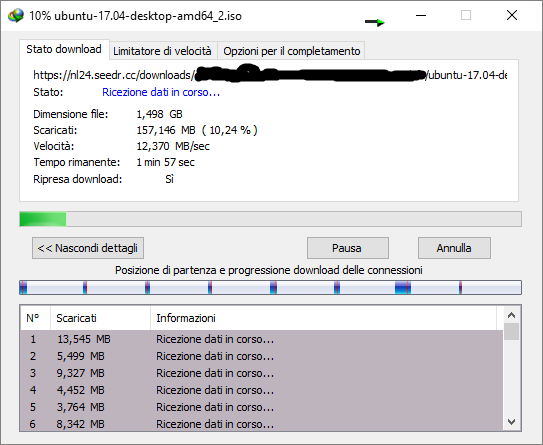 10% ubuntu-17.04-desktop-amd64_2.iso
Stato download Limitatore di velocità Opzioni per il completamento
https://nl24.seedr.cc/downloads/ /ubuntu-17.04-de
Stato: Ricezione dati in corso...
Dimensione file: 1,498 GB
Scaricati: 157,146 MB ( 10,24 % )
Velocità: 12,370 MB/sec
Tempo rimanente: 1 min 57 sec
Ripresa download: Sì
<< Nascondi dettagli Pausa Annulla
Posizione di partenza e progressione download delle connessioni
N° Scaricati Informazioni
1 13,545 MB Ricezione dati in corso...
2 5,499 MB Ricezione dati in corso...
3 9,327 MB Ricezione dati in corso...
4 4,452 MB Ricezione dati in corso...
5 3,764 MB Ricezione dati in corso...
6 8,342 MB Ricezione dati in corso...